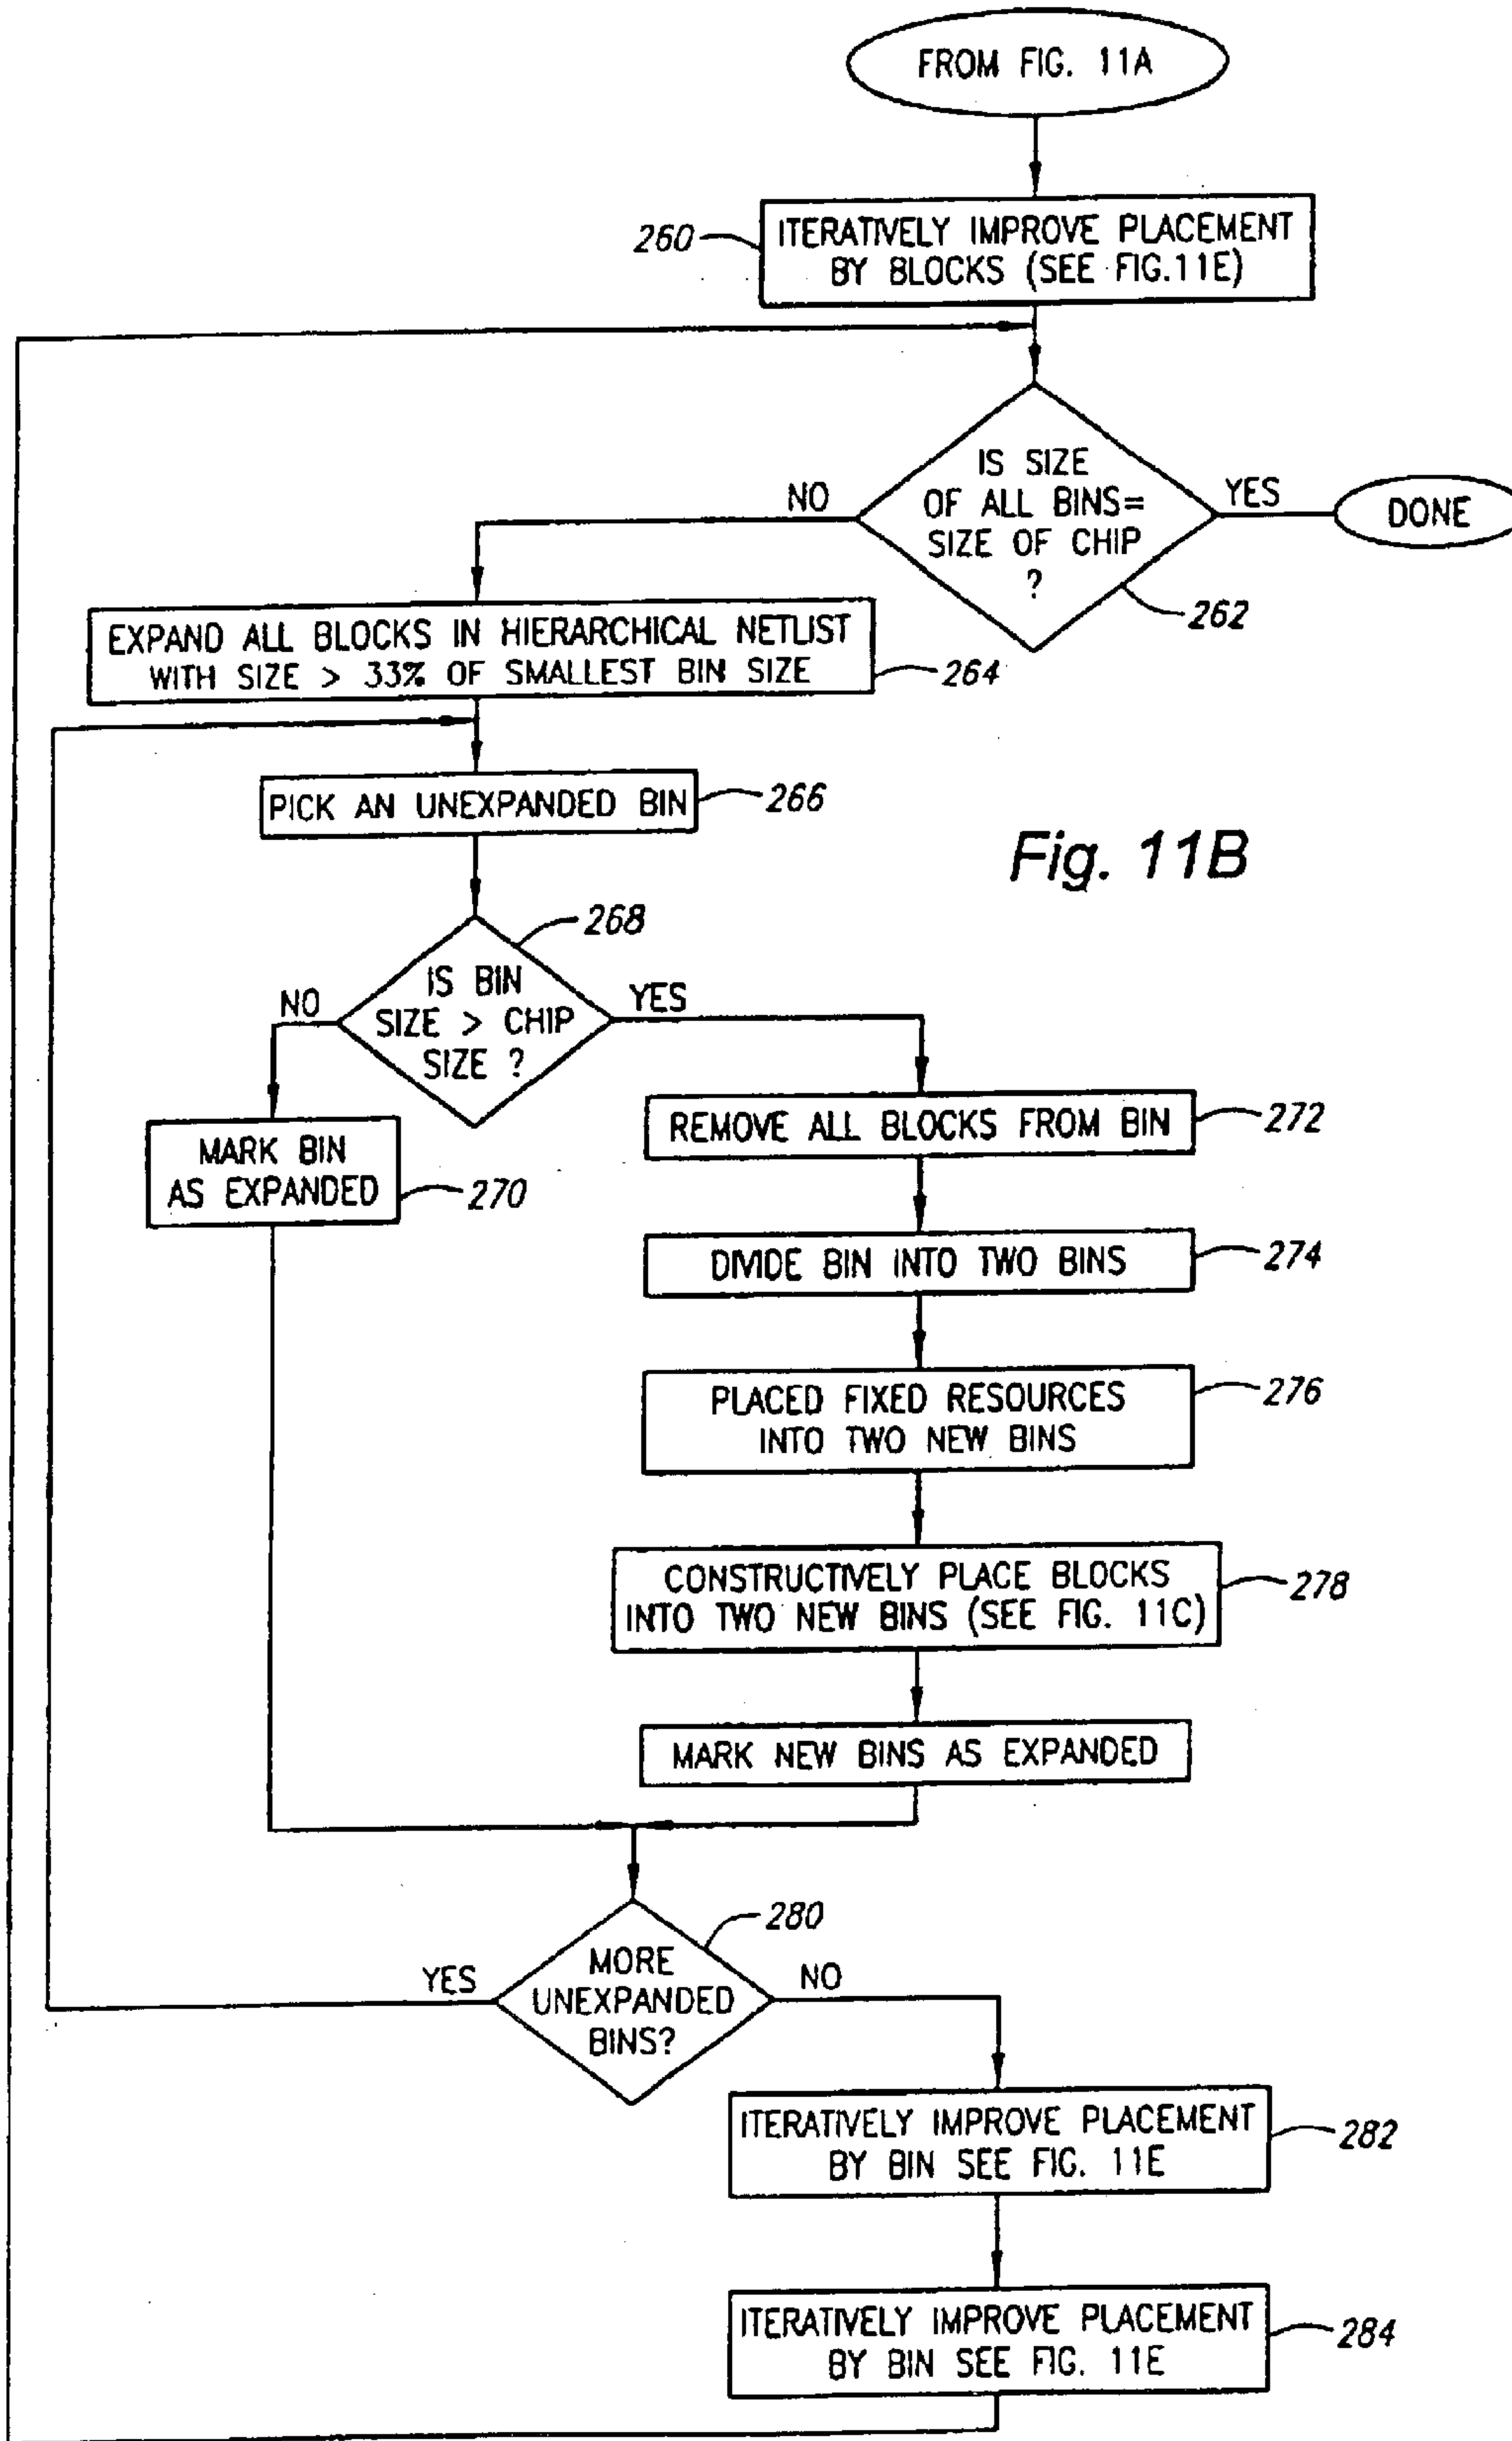 FROM FIG. 11A
260
ITERATIVELY IMPROVE PLACEMENT
BY BLOCKS (SEE FIG.11E)
IS SIZE
OF ALL BINS=
SIZE OF CHIP
?
NO
YES
DONE
262
EXPAND ALL BLOCKS IN HIERARCHICAL NETLIST
WITH SIZE > 33% OF SMALLEST BIN SIZE
264
PICK AN UNEXPANDED BIN
266
Fig. 11B
268
IS BIN
SIZE > CHIP
SIZE ?
NO
YES
MARK BIN
AS EXPANDED
270
REMOVE ALL BLOCKS FROM BIN
272
DIVIDE BIN INTO TWO BINS
274
PLACED FIXED RESOURCES
INTO TWO NEW BINS
276
CONSTRUCTIVELY PLACE BLOCKS
INTO TWO NEW BINS (SEE FIG. 11C)
278
MARK NEW BINS AS EXPANDED
280
MORE
UNEXPANDED
BINS?
YES
NO
ITERATIVELY IMPROVE PLACEMENT
BY BIN SEE FIG. 11E
282
ITERATIVELY IMPROVE PLACEMENT
BY BIN SEE FIG. 11E
284